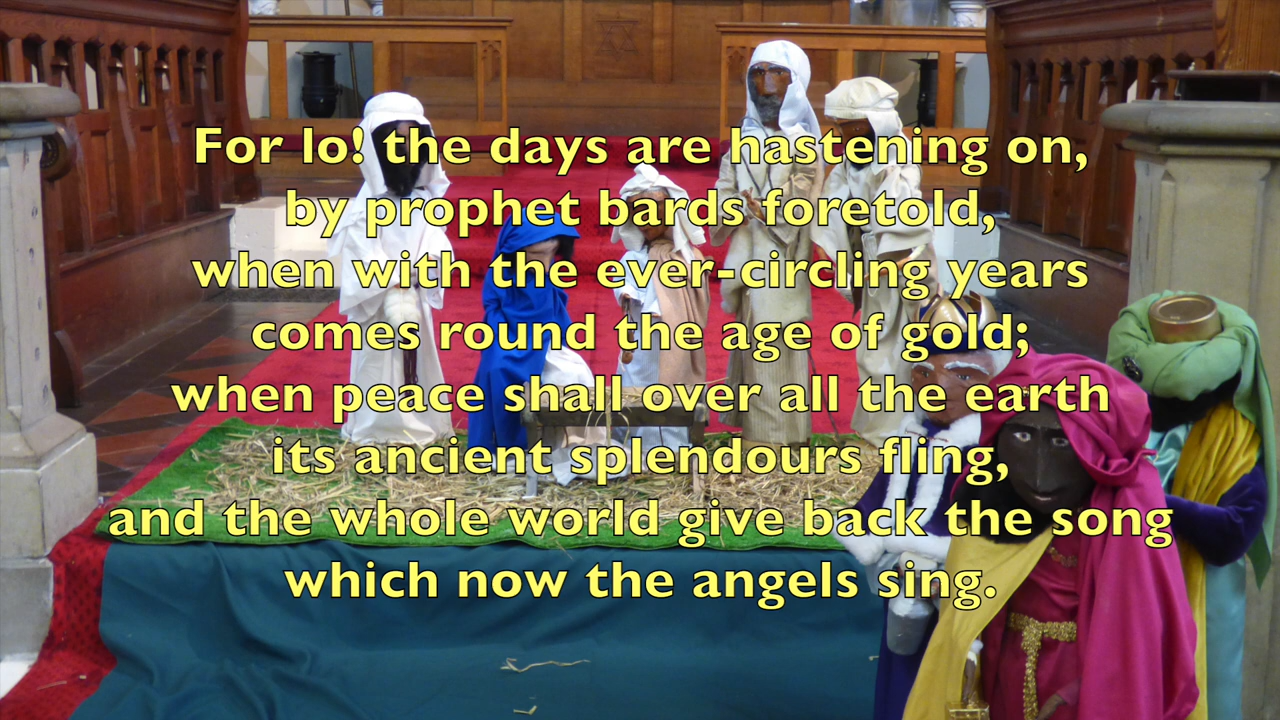 For lo! the days are hastening on,
by prophet bards foretold,
when with the ever-circling years
comes round the age of gold;
when peace shall over all the earth
its ancient splendours fling,
and the whole world give back the song
which now the angels sing.